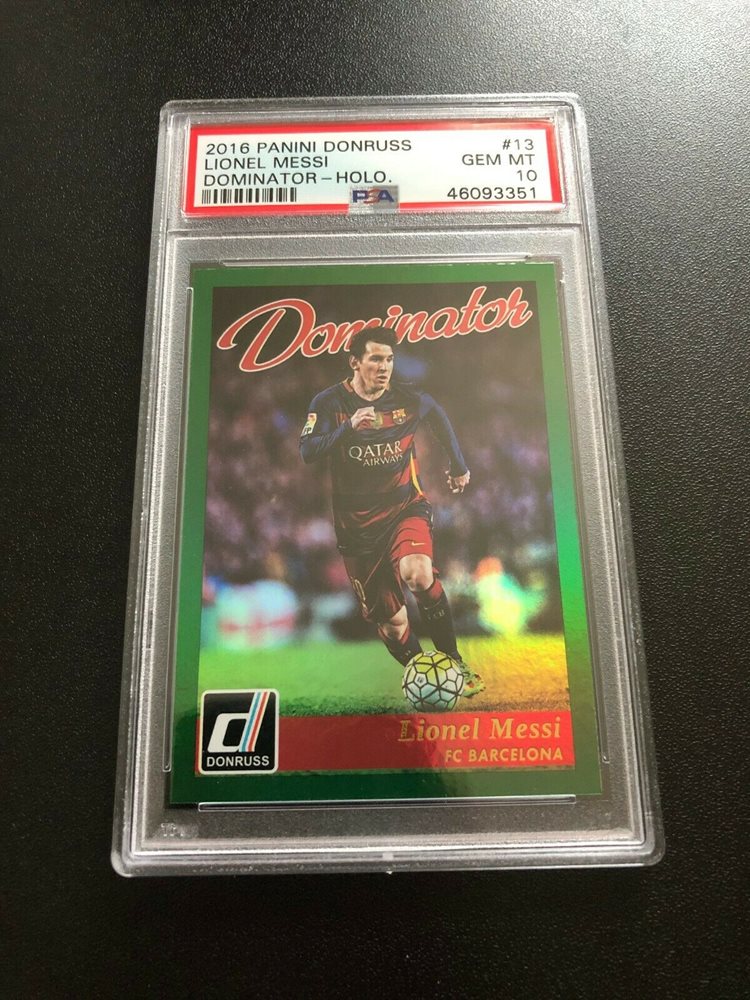 2016 PANINI DONRUSS #13
LIONEL MESSI GEM MT
DOMINATOR-HOLO. 10
PSA 46093351
Dominator
QATAR
AIRWAYS
DONRUSS
Lionel Messi
FC BARCELONA